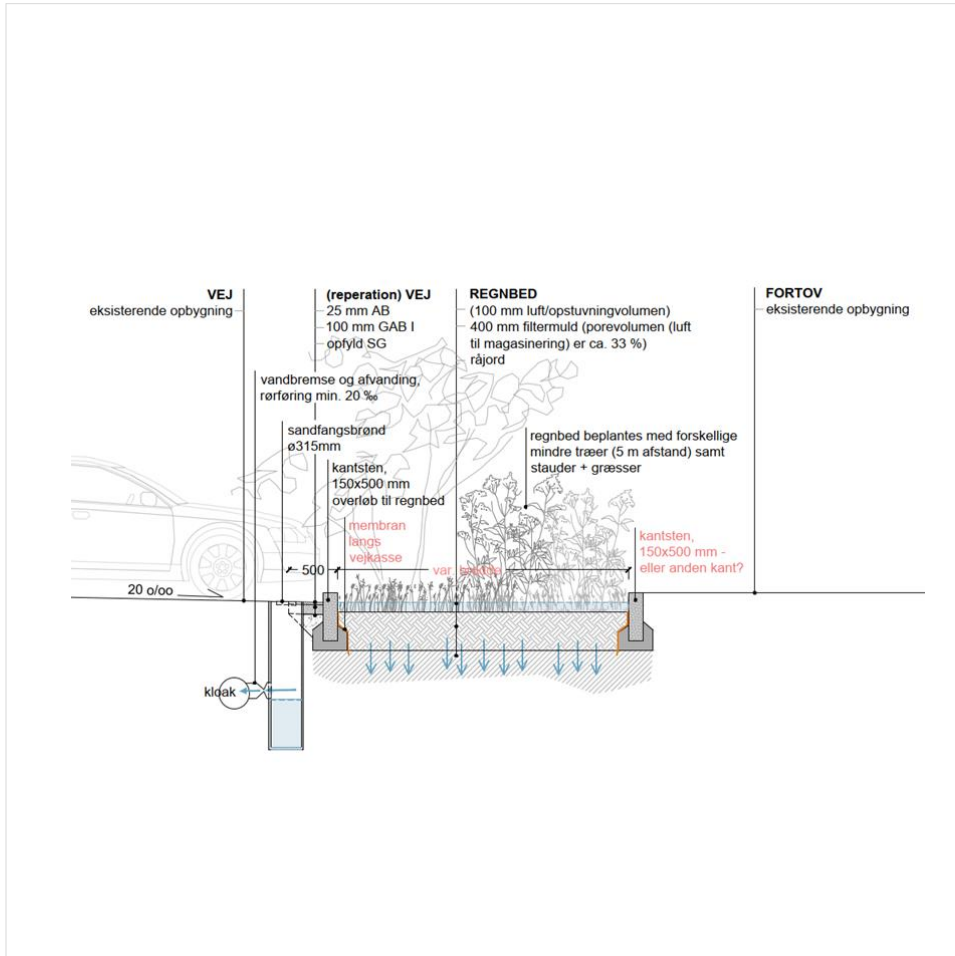 VEJ
eksisterende opbygning
(reperation) VEJ
25 mm AB
100 mm GAB I
opfyld SG
REGNBED
(100 mm luft/opstuvningvolumen)
400 mm filtermuld (porevolumen (luft
til magasinering) er ca. 33 %)
råjord
FORTOV
eksisterende opbygning
vandbremse og afvanding,
rørføring min. 20 ‰
sandfangsbrønd
ø315mm
kantsten,
150x500 mm
overløb til regnbed
regnbed beplantes med forskellige
mindre træer (5 m afstand) samt
stauder + græsser
membran
langs
vejkasse
kantsten,
150x500 mm -
eller anden kant?
500
var.
20 o/oo
kloak